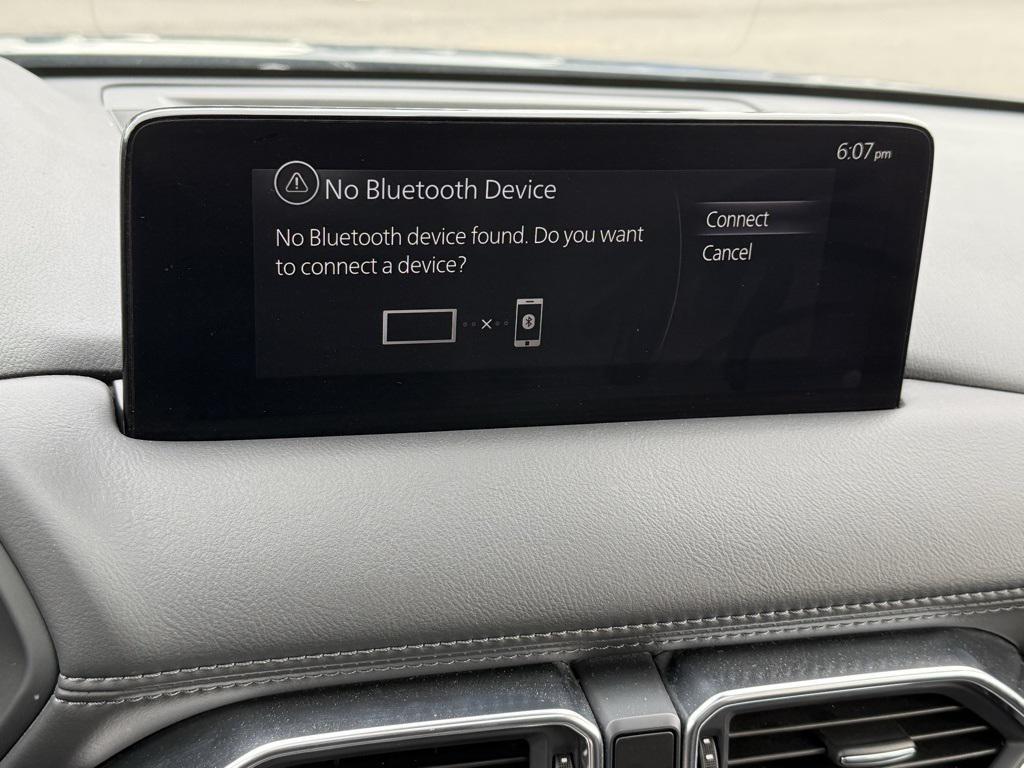 6:07pm
No Bluetooth Device
No Bluetooth device found. Do you want
to connect a device?
Connect
Cancel